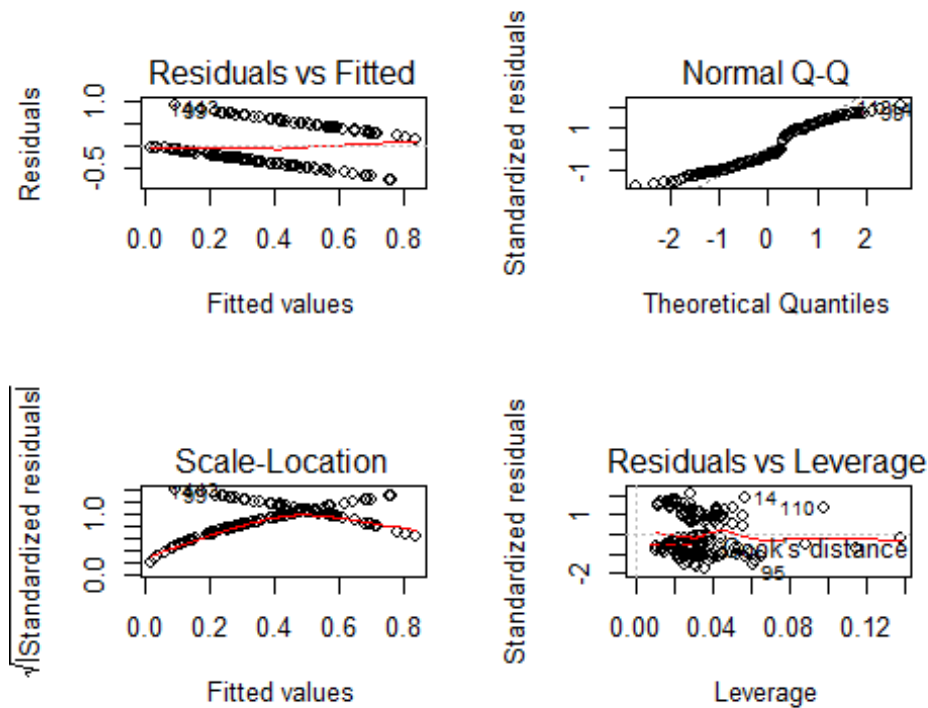 Residuals vs Fitted
Residuals
1.0
-0.5
0.0 0.2 0.4 0.6 0.8
Fitted values
Normal Q-Q
Standardized residuals
1
-1
-2 -1 0 1 2
Theoretical Quantiles
Scale-Location
√|Standardized residuals|
1.0
0.0
0.0 0.2 0.4 0.6 0.8
Fitted values
Residuals vs Leverage
Standardized residuals
1
-2
14
110
Cook's distance
95
0.00 0.04 0.08 0.12
Leverage